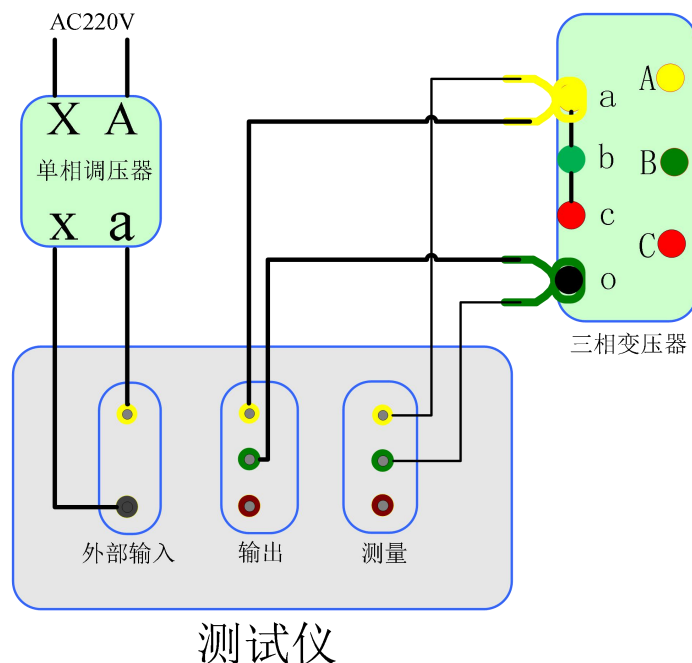 AC220V
X A
单相调压器
x a
a A
b B
c C
o
三相变压器
外部输入 输出 测量
测试仪